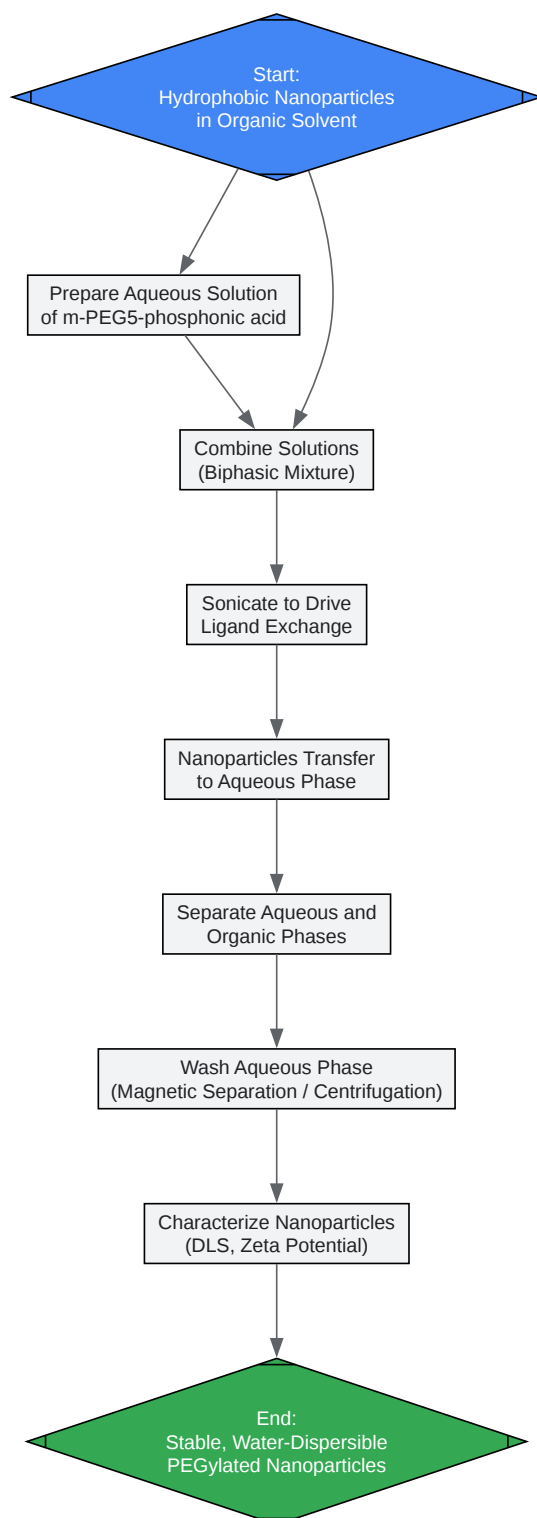 Start:
Hydrophobic Nanoparticles
in Organic Solvent
Prepare Aqueous Solution
of m-PEG5-phosphonic acid
Combine Solutions
(Biphasic Mixture)
Sonicate to Drive
Ligand Exchange
Nanoparticles Transfer
to Aqueous Phase
Separate Aqueous and
Organic Phases
Wash Aqueous Phase
(Magnetic Separation / Centrifugation)
Characterize Nanoparticles
(DLS, Zeta Potential)
End:
Stable, Water-Dispersible
PEGylated Nanoparticles